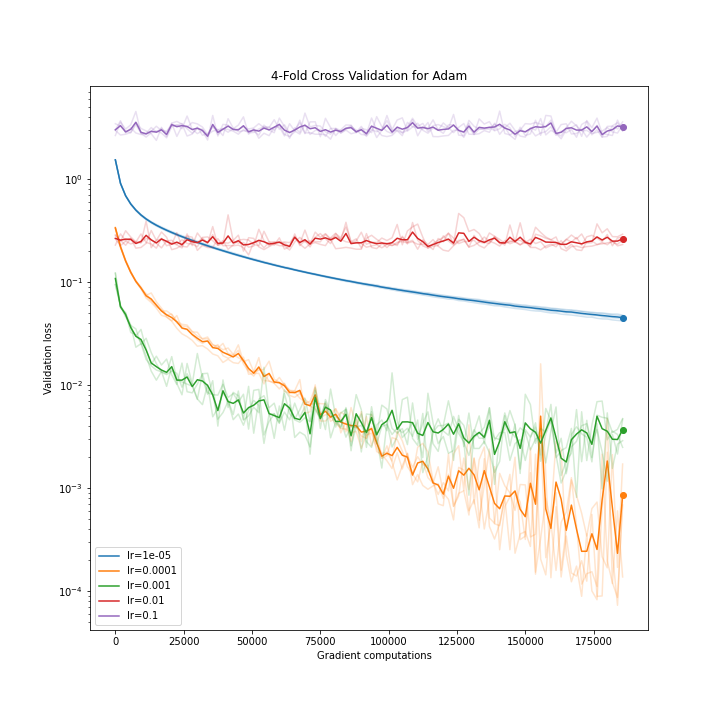 4-Fold Cross Validation for Adam
Validation loss
10⁰
10⁻¹
10⁻²
10⁻³
10⁻⁴
lr=1e-05
lr=0.0001
lr=0.001
lr=0.01
lr=0.1
0 25000 50000 75000 100000 125000 150000 175000
Gradient computations